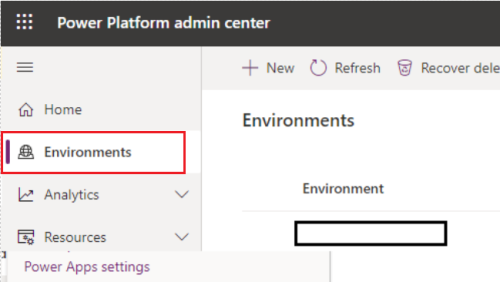 Power Platform admin center
New Refresh Recover dele
Home
Environments
Environments
Environment
Analytics
Resources
Power Apps settings